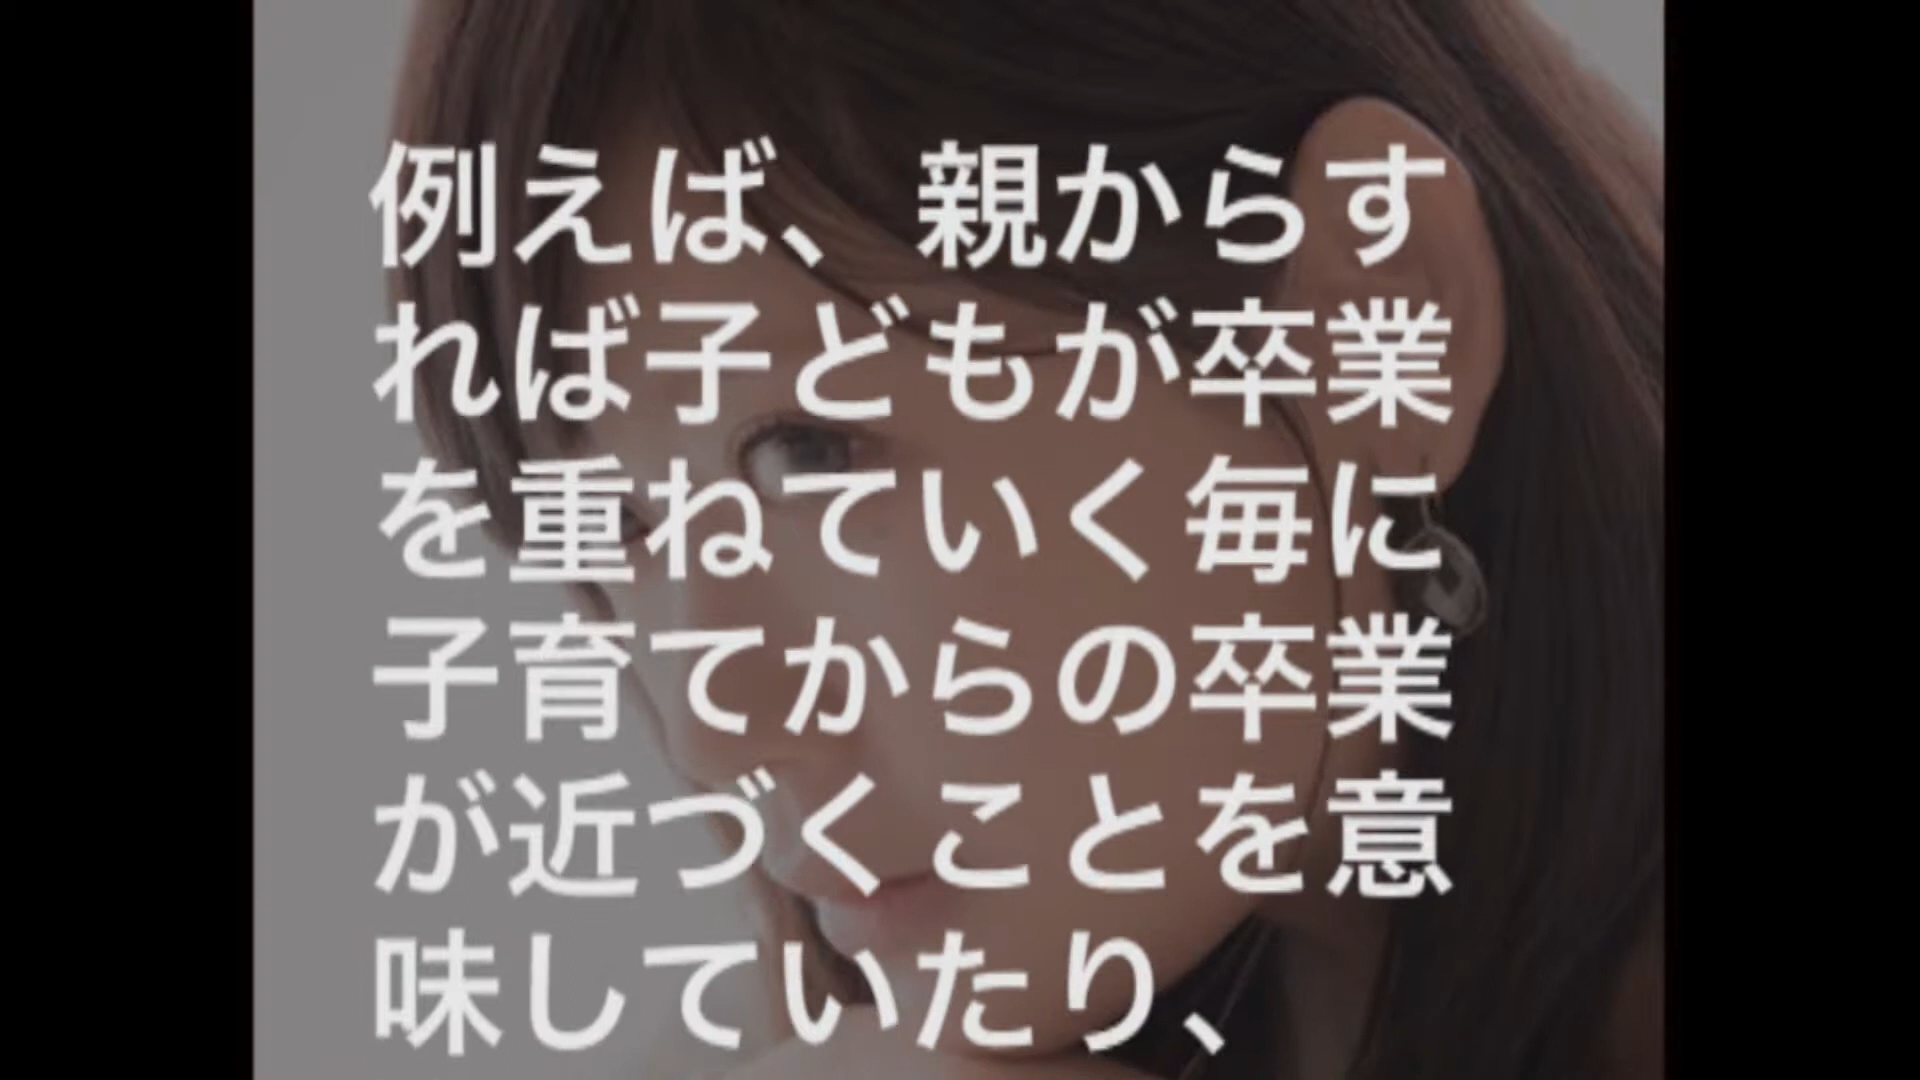 例えば、親からす
れば子どもが卒業
を重ねていく毎に
子育てからの卒業
が近づくことを意
味していたり、